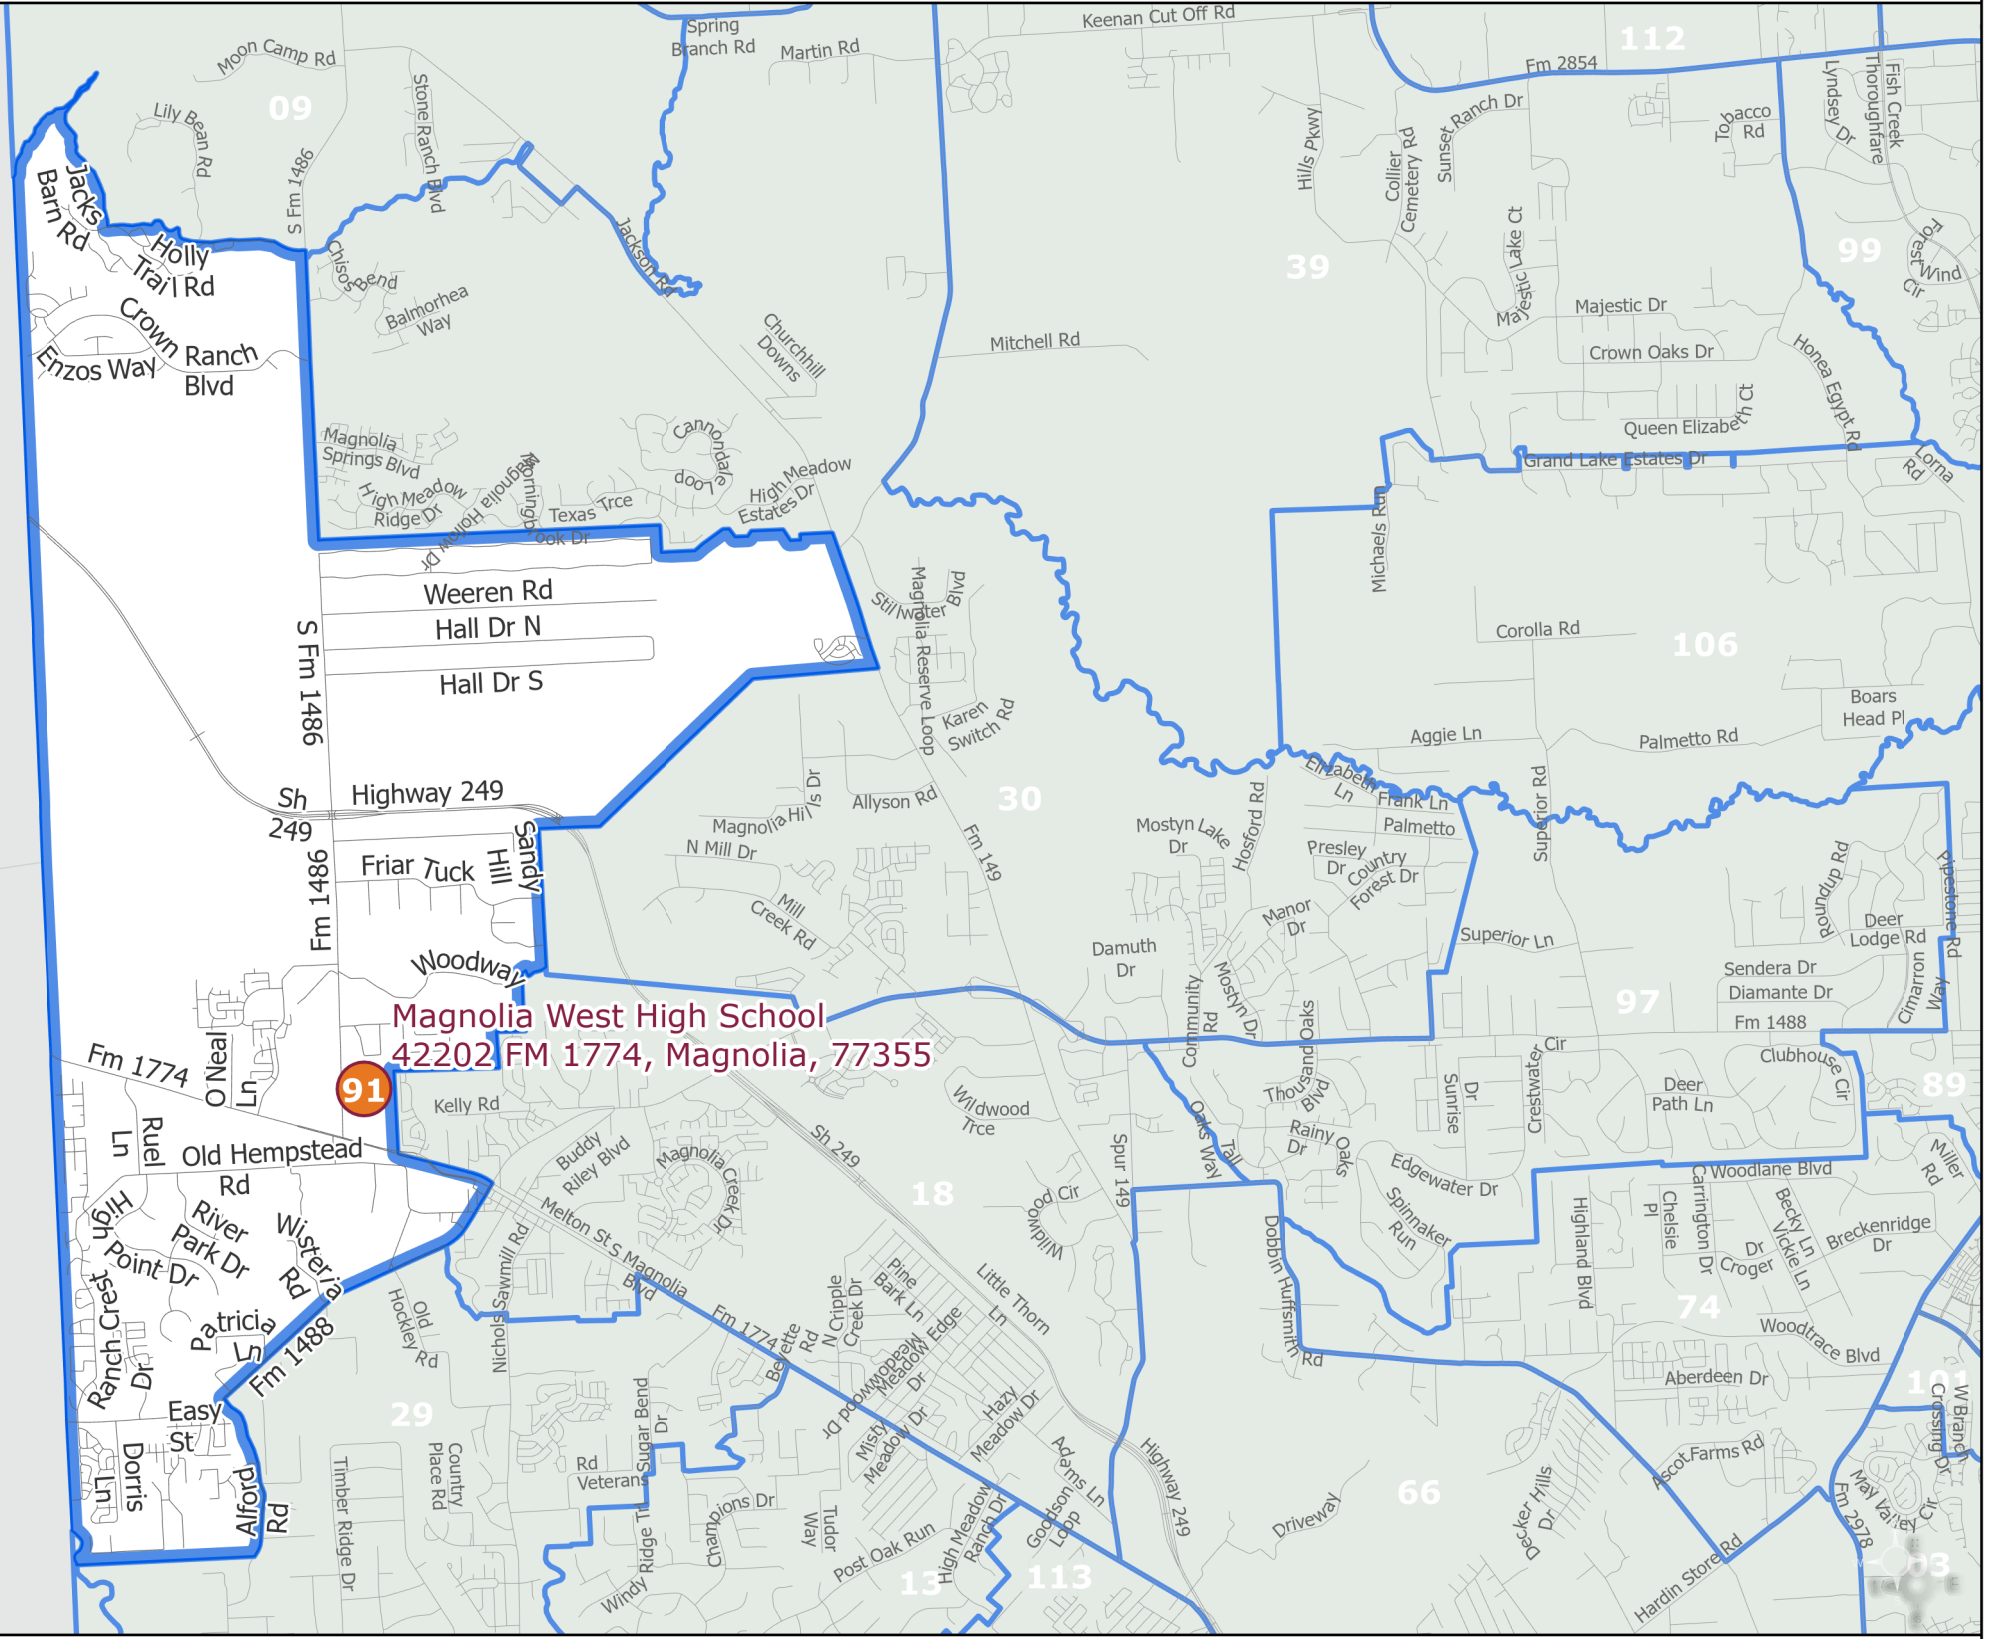 Spring
Branch Rd
Martin Rd
Keenan Cut Off Rd
112
Fm 2854
Moon Camp Rd
09
Lily Bean Rd
Stone Ranch Blvd
S Fm 1486
Jackson Rd
Hills Pkwy
Collier
Cemetery Rd
Sunset Ranch Dr
Tobacco
Rd
Lyndsey Dr
Thoroughfare
Fish Creek
Jacks
Barn Rd
Holly
Trail Rd
Chisos
Bend
Balmorhea
Way
39
Majestic Lake Ct
99
Forest
Wind
Cir
Crown Ranch
Blvd
Enzos Way
Churchhill
Downs
Mitchell Rd
Majestic Dr
Crown Oaks Dr
Honea Egypt Rd
Queen Elizabeth Ct
Grand Lake Estates Dr
Lorna
Rd
Magnolia
Springs Blvd
High Meadow
Ridge Dr
Magnolia Hollow Dr
Morningbrook Dr
Texas Trce
Cannondale
Loop
High Meadow
Estates Dr
Michaels Run
Weeren Rd
Hall Dr N
Hall Dr S
S Fm 1486
Stillwater Blvd
Magnolia Reserve Loop
Karen
Switch Rd
Corolla Rd
106
Boars
Head Pl
Aggie Ln
Palmetto Rd
Sh
249
Highway 249
Magnolia Hills Dr
Allyson Rd
30
Elizabeth
Ln
Frank Ln
Palmetto
Superior Rd
Hosford Rd
Mostyn Lake
Dr
Presley
Dr
Country
Forest Dr
Fm 149
N Mill Dr
Mill
Creek Rd
Friar Tuck
Sandy
Hill
Fm 1486
Woodway
Manor
Dr
Damuth
Dr
Mostyn Dr
Community
Rd
Superior Ln
Roundup Rd
Deer
Lodge Rd
Pipestone Rd
Sendera Dr
Diamante Dr
Cimarron
Way
97
Fm 1488
Magnolia West High School
42202 FM 1774, Magnolia, 77355
91
Fm 1774
O Neal
Ln
Kelly Rd
Thousand Oaks
Blvd
Cir
Crestwater
Sunrise
Dr
Deer
Path Ln
Clubhouse Cir
89
Ruel
Ln
Old Hempstead
Rd
Buddy
Riley Blvd
Magnolia Creek Dr
Sh 249
Wildwood
Trce
Spur 149
Oaks Way
Tall
Rainy Oaks
Dr
Edgewater Dr
Woodlane Blvd
Miller
Rd
High
Point Dr
River
Park Dr
Wisteria
Rd
Melton St
S Magnolia
Blvd
18
Wildwood Cir
Spinnaker
Run
Highland Blvd
Chelsie
Pl
Carrington Dr
Becky Ln
Vickie Ln
Dr
Croger
Breckenridge
Dr
Ranch Crest
Dr
Patricia
Ln
Fm 1488
Old
Hockley Rd
Nichols Sawmill Rd
Fm 1774
Beyette
Rd
N Cripple
Creek Dr
Pine
Bark Ln
Little Thorn
Ln
Dobbin Huffsmith Rd
74
Woodtrace Blvd
Aberdeen Dr
101
W Branch
Crossing Dr
Meadow Edge
Dr
Meadowood Dr
Misty
Meadow Dr
Hazy
Meadow Dr
Easy
St
29
Dorris
Ln
Alford
Rd
Timber Ridge Dr
Country
Place Rd
Sugar Bend
Dr
Rd
Veterans
Windy Ridge Trl
Champions Dr
Tudor
Way
Post Oak Run
High Meadow
Ranch Dr
Adams Ln
Goodson
Loop
Highway 249
66
Driveway
Decker Hills
Dr
Ascot Farms Rd
May Valley Cir
Fm 2978
Hardin Store Rd
13
113
03